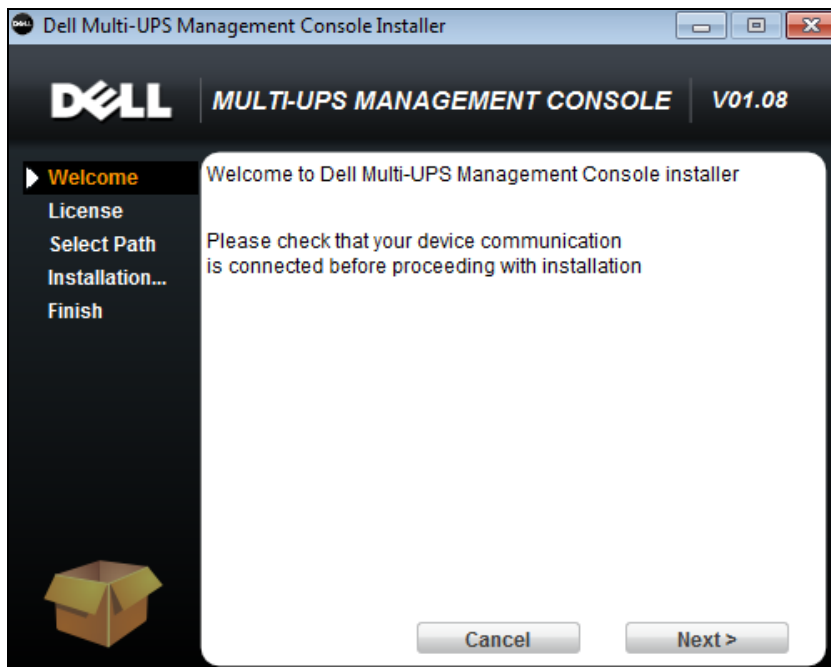 Dell Multi-UPS Management Console Installer
DELL
MULTI-UPS MANAGEMENT CONSOLE
V01.08
Welcome
License
Select Path
Installation...
Finish
Welcome to Dell Multi-UPS Management Console installer
Please check that your device communication
is connected before proceeding with installation
Cancel
Next >